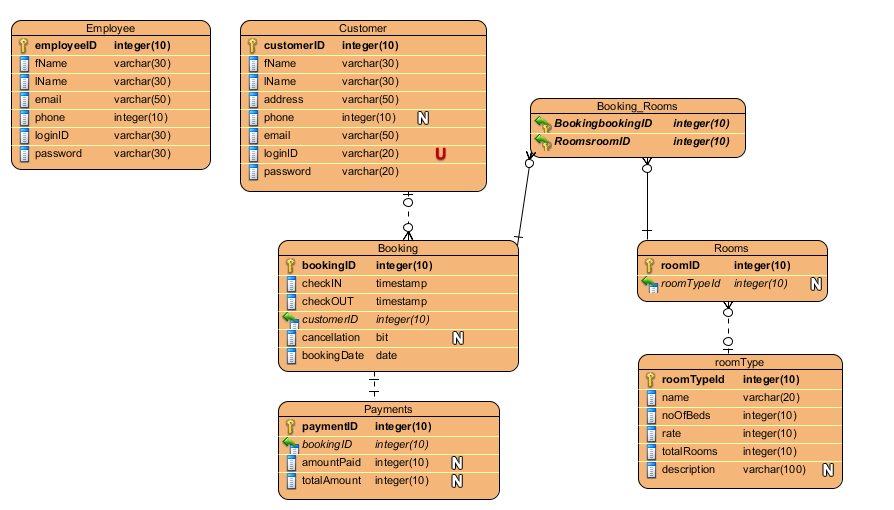 Employee
employeeID integer(10)
fName varchar(30)
lName varchar(30)
email varchar(50)
phone integer(10)
loginID varchar(30)
password varchar(30)
Customer
customerID integer(10)
fName varchar(30)
lName varchar(30)
address varchar(50)
phone integer(10) N
email varchar(50)
loginID varchar(20) U
password varchar(20)
Booking_Rooms
BookingbookingID integer(10)
RoomsroomID integer(10)
Booking
bookingID integer(10)
checkIN timestamp
checkOUT timestamp
customerID integer(10)
cancellation bit N
bookingDate date
Rooms
roomID integer(10)
roomTypeId integer(10) N
roomType
roomTypeId integer(10)
name varchar(20)
noOfBeds integer(10)
rate integer(10)
totalRooms integer(10)
description varchar(100) N
Payments
paymentID integer(10)
bookingID integer(10)
amountPaid integer(10) N
totalAmount integer(10) N